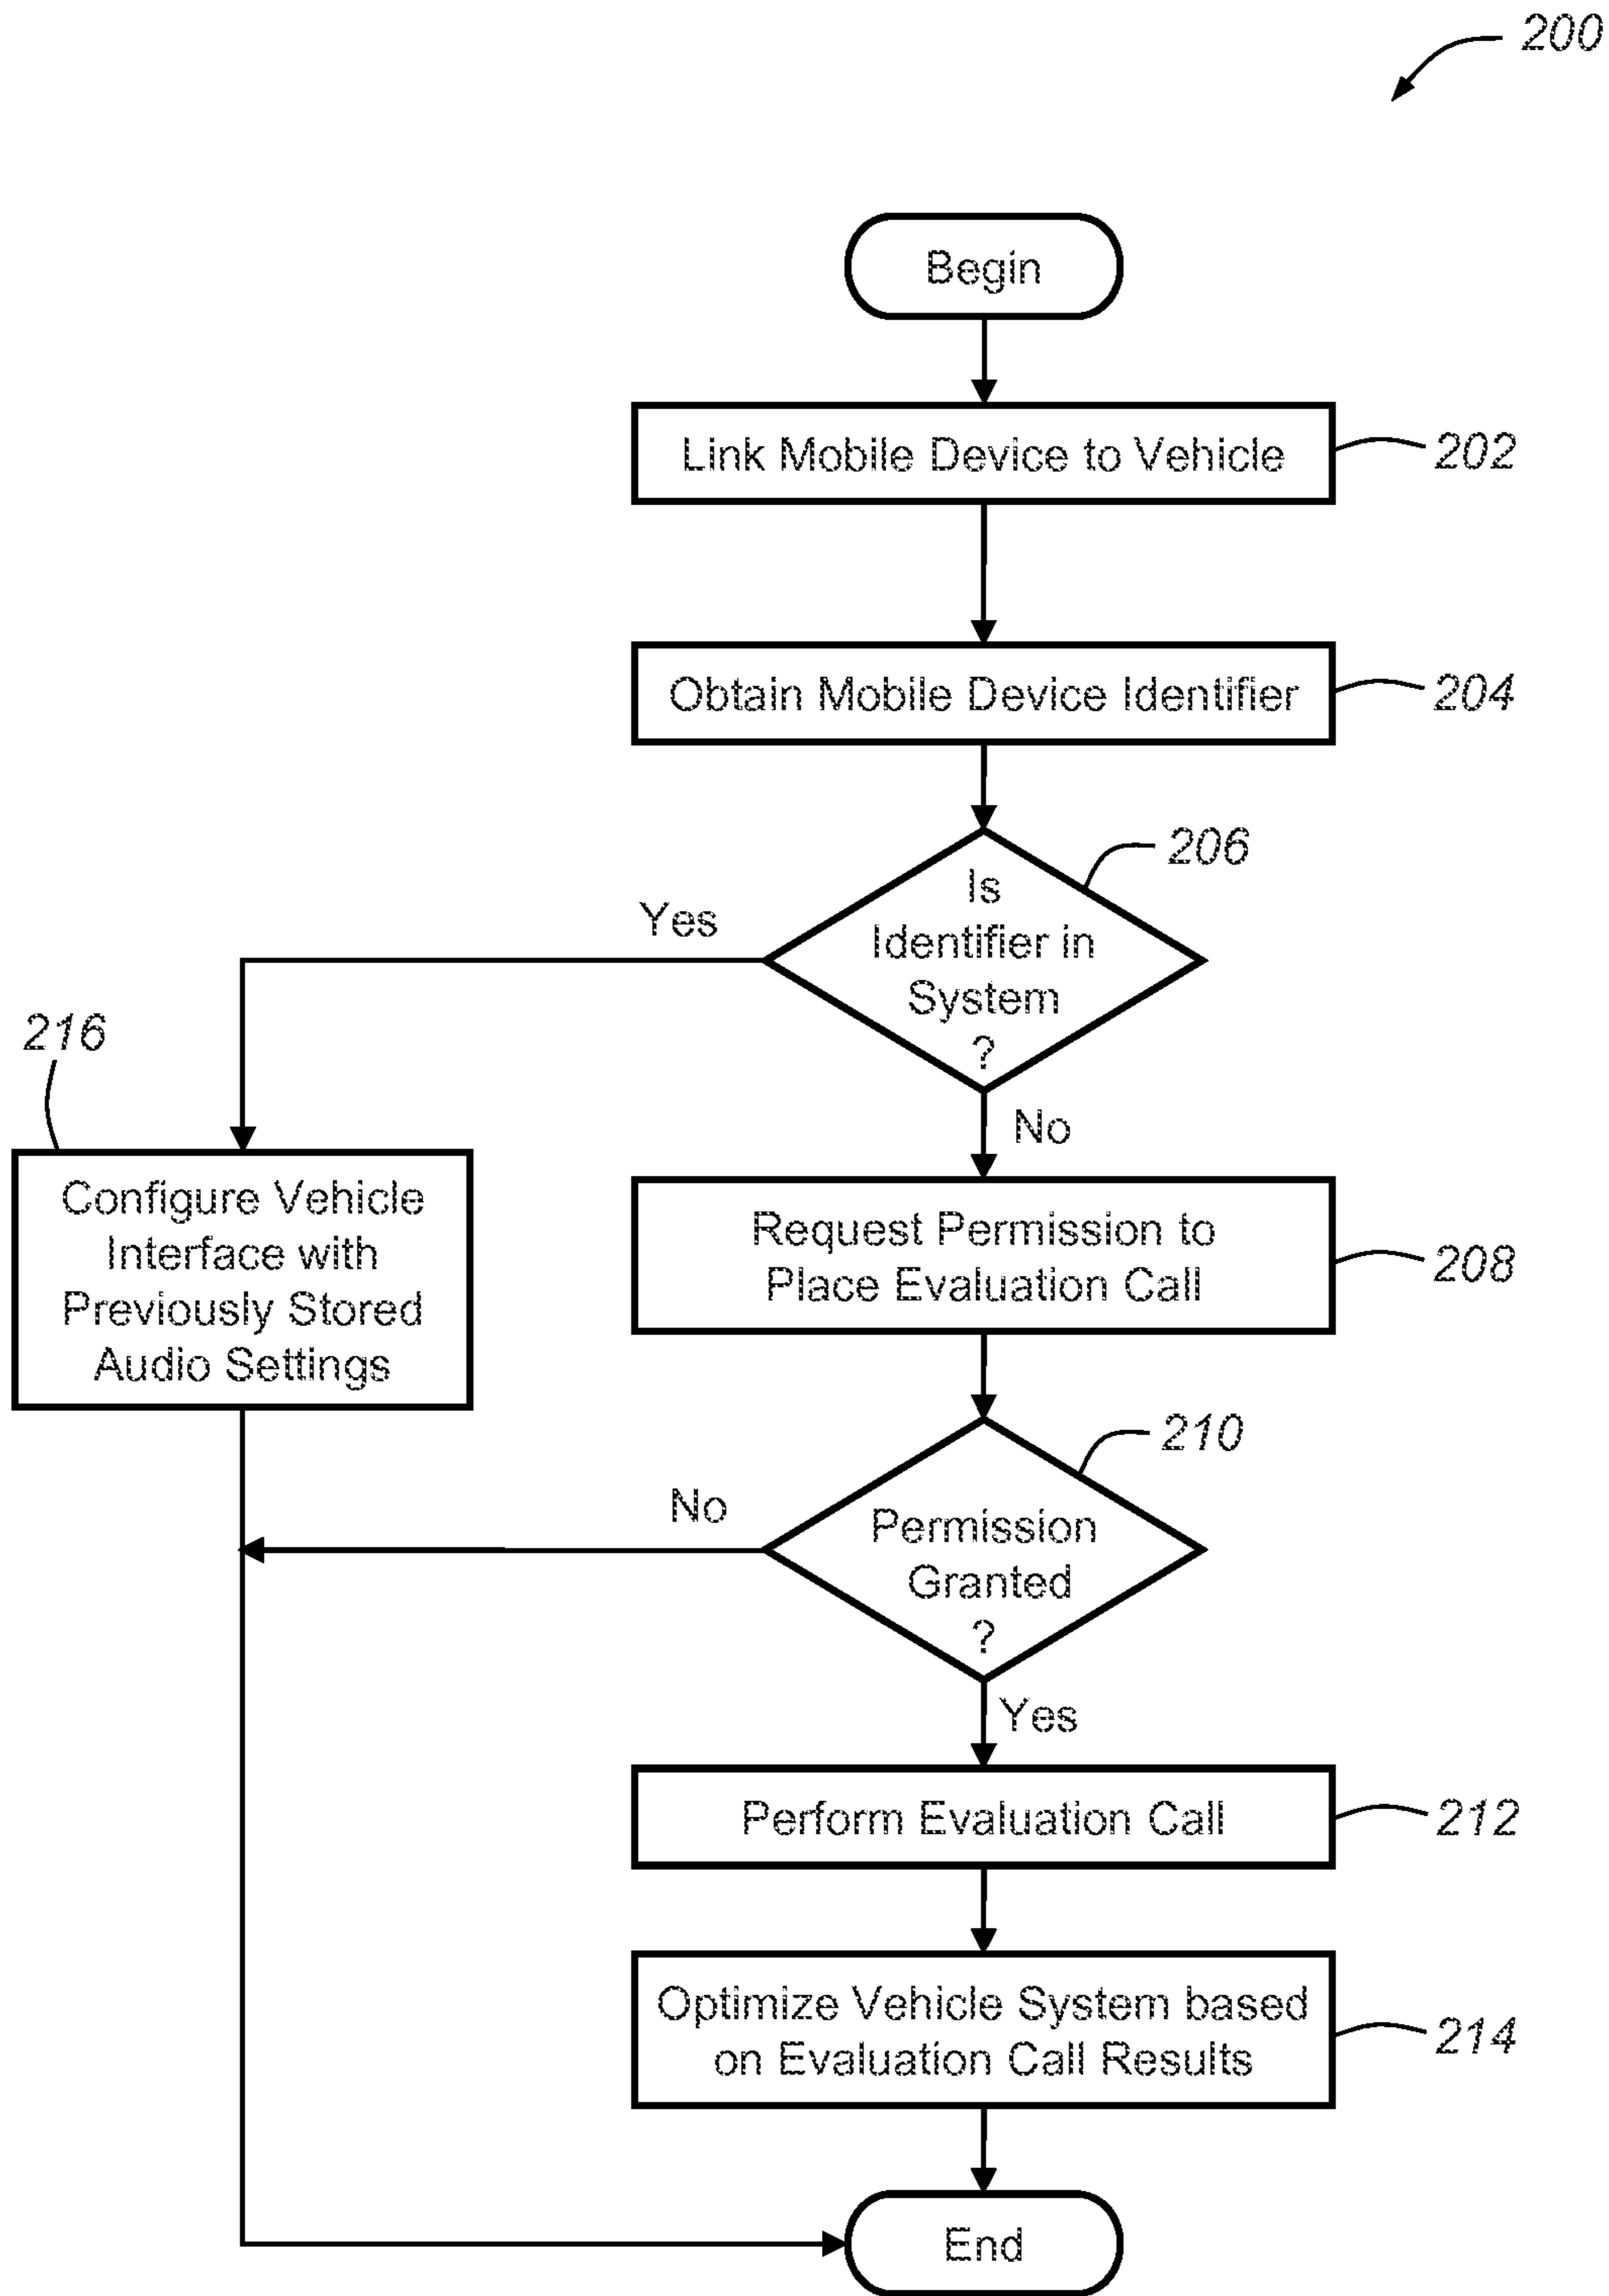 200
Begin
Link Mobile Device to Vehicle
202
Obtain Mobile Device Identifier
204
206
Is
Identifier in
System
?
Yes
No
216
Configure Vehicle
Interface with
Previously Stored
Audio Settings
Request Permission to
Place Evaluation Call
208
210
Permission
Granted
?
No
Yes
Perform Evaluation Call
212
Optimize Vehicle System based
on Evaluation Call Results
214
End